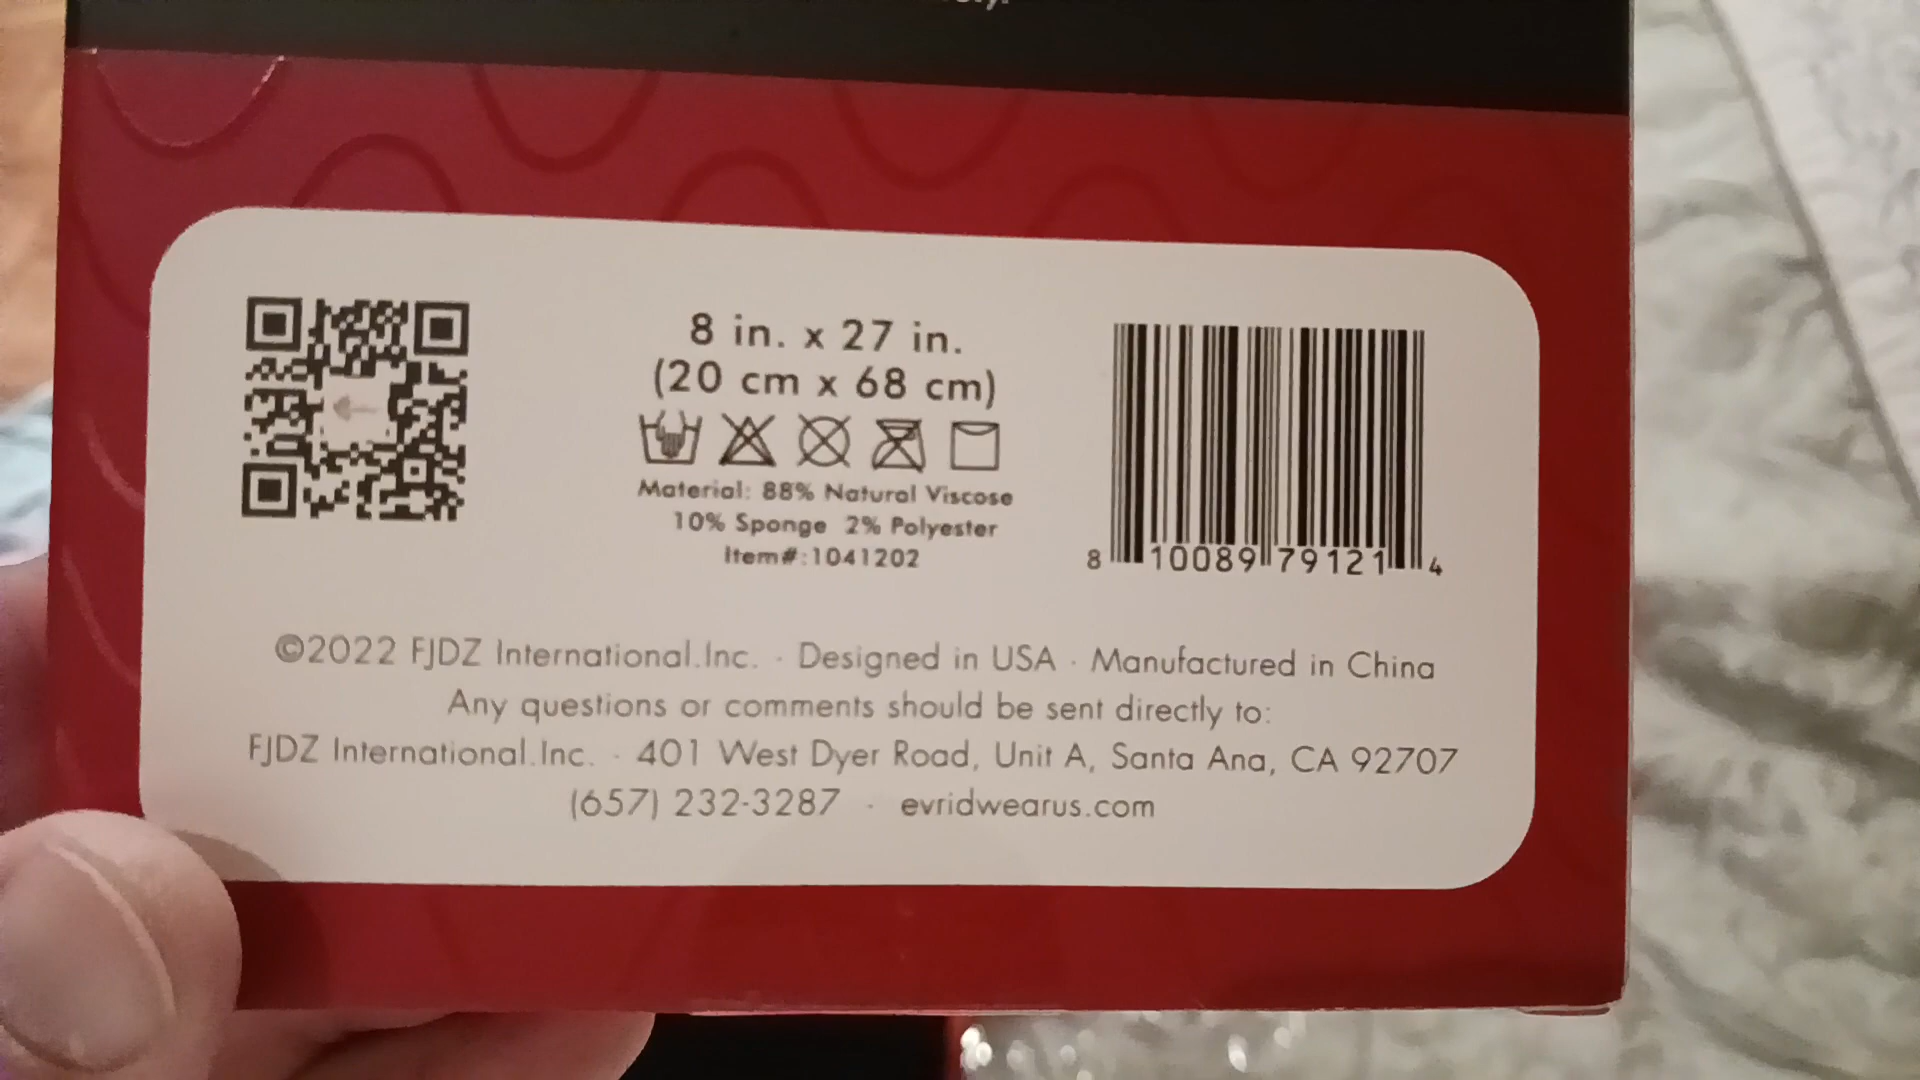 8 in. x 27 in.
(20 cm x 68 cm)
Material: 88% Natural Viscose
10% Sponge 2% Polyester
Item#:1041202
8 10089 79121 4
©2022 FJDZ International.Inc. · Designed in USA · Manufactured in China
Any questions or comments should be sent directly to:
FJDZ International.Inc. · 401 West Dyer Road, Unit A, Santa Ana, CA 92707
(657) 232-3287 · evridwearus.com